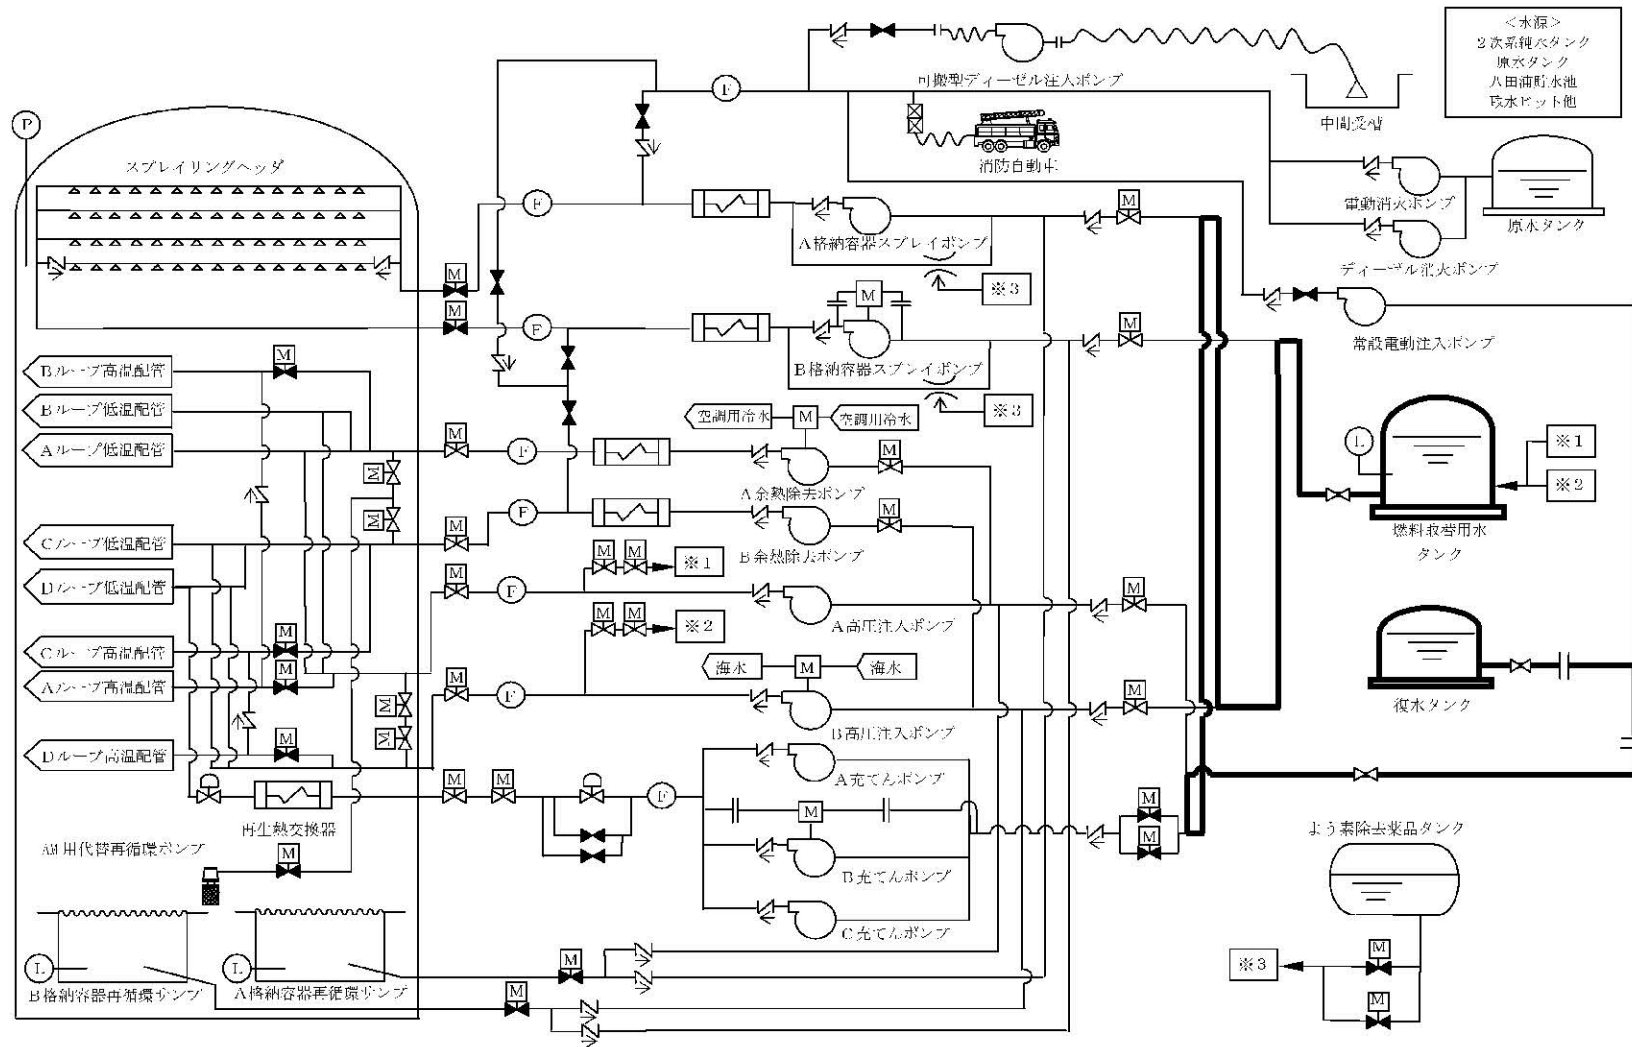 <水源>
2次系純水タンク
原水タンク
八田浦貯水池
取水ピット他
可搬型ディーゼル注入ポンプ
中間受槽
消防自動車
電動消火ポンプ
原水タンク
ディーゼル消火ポンプ
常設電動注入ポンプ
P
スプレイリングヘッダ
F
F
M
A格納容器スプレイポンプ
M
※3
M
F
M
B格納容器スプレイポンプ
M
※3
Bループ高温配管
M
Bループ低温配管
Aループ低温配管
M
F
空調用冷水
M
空調用冷水
A余熱除去ポンプ
M
M
M
Cループ低温配管
M
F
B余熱除去ポンプ
M
L
※1
※2
燃料取替用水
タンク
Dループ低温配管
M
F
M
M
※1
A高圧注入ポンプ
M
Cループ高温配管
M
Aループ高温配管
M
M
M
※2
海水
M
海水
M
F
B高圧注入ポンプ
M
復水タンク
M
M
Dループ高温配管
M
再生熱交換器
M
M
F
A充てんポンプ
M
B充てんポンプ
C充てんポンプ
M
M
よう素除去薬品タンク
AM用代替再循環ポンプ
M
L
B格納容器再循環サンプ
L
A格納容器再循環サンプ
M
M
※3
M
M